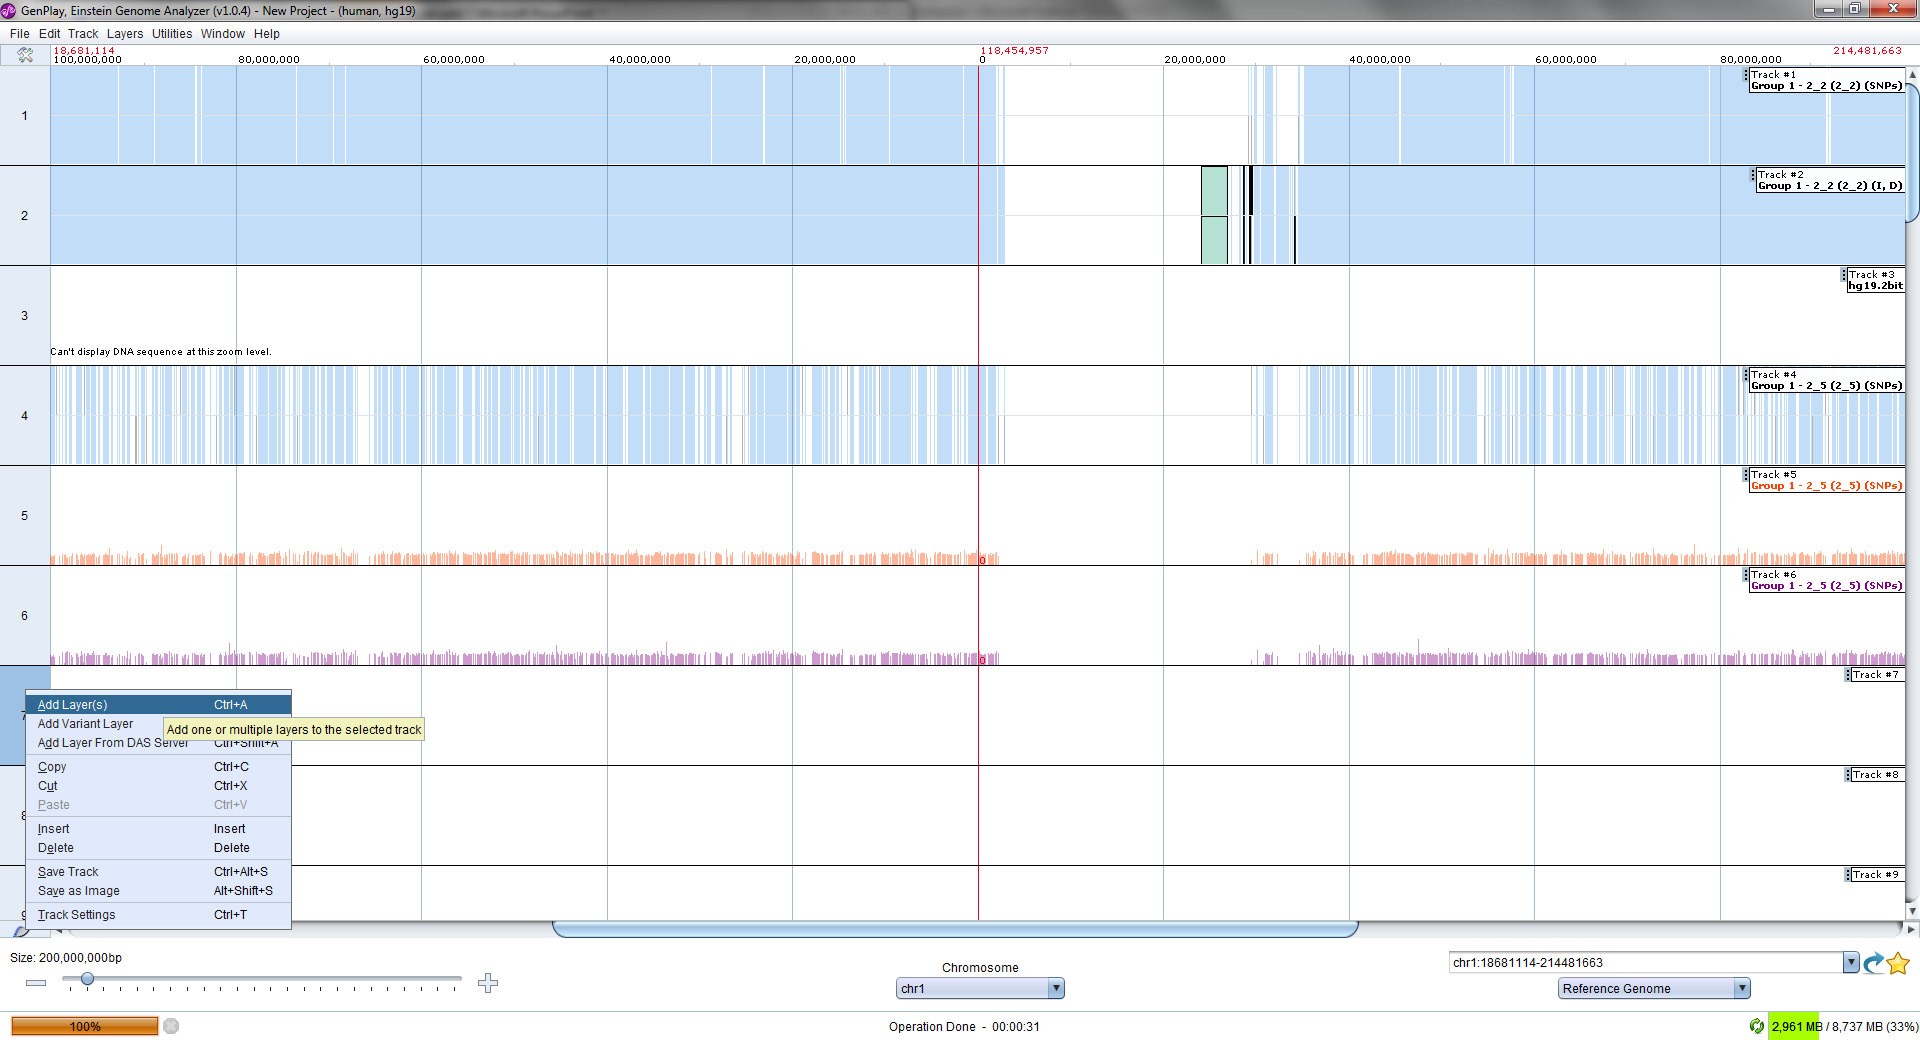 GenPlay, Einstein Genome Analyzer (v1.0.4) - New Project - (human, hg19)
File Edit Track Layers Utilities Window Help
18,681,114 118,454,957 214,481,663
100,000,000 80,000,000 60,000,000 40,000,000 20,000,000 0 20,000,000 40,000,000 60,000,000 80,000,000
Track #1
Group 1 - 2_2 (2_2) (SNPs)
1
Track #2
Group 1 - 2_2 (2_2) (I, D)
2
Track #3
hg19.2bit
3
Can't display DNA sequence at this zoom level.
Track #4
Group 1 - 2_5 (2_5) (SNPs)
4
Track #5
Group 1 - 2_5 (2_5) (SNPs)
5
0
Track #6
Group 1 - 2_5 (2_5) (SNPs)
6
0
Track #7
Add Layer(s) Ctrl+A
Add Variant Layer
Add one or multiple layers to the selected track
Add Layer From DAS Server Ctrl+Shift+A
Copy Ctrl+C
Cut Ctrl+X
Paste Ctrl+V
Insert Insert
Delete Delete
Save Track Ctrl+Alt+S
Save as Image Alt+Shift+S
Track Settings Ctrl+T
Track #8
Track #9
Size: 200,000,000bp
Chromosome
chr1
chr1:18681114-214481663
Reference Genome
100%
Operation Done - 00:00:31
2,961 MB / 8,737 MB (33%)